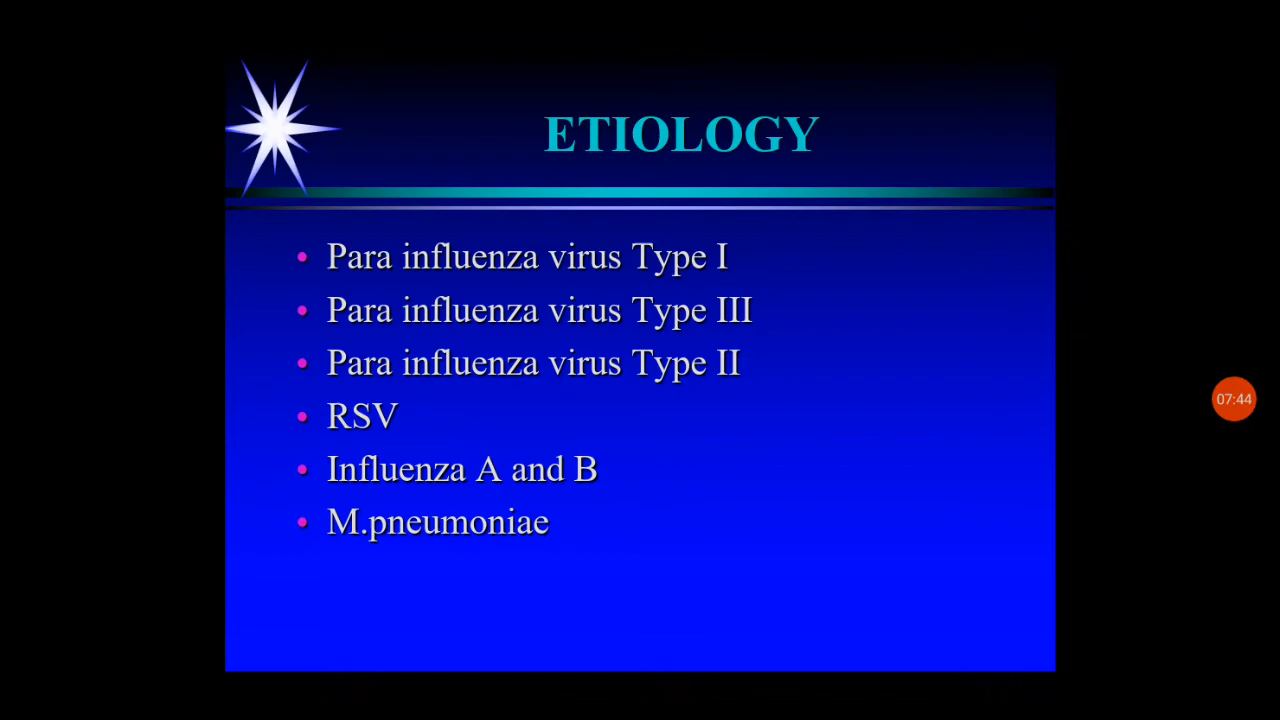 ETIOLOGY
• Para influenza virus Type I
• Para influenza virus Type III
• Para influenza virus Type II
• RSV
• Influenza A and B
• M.pneumoniae
07:44